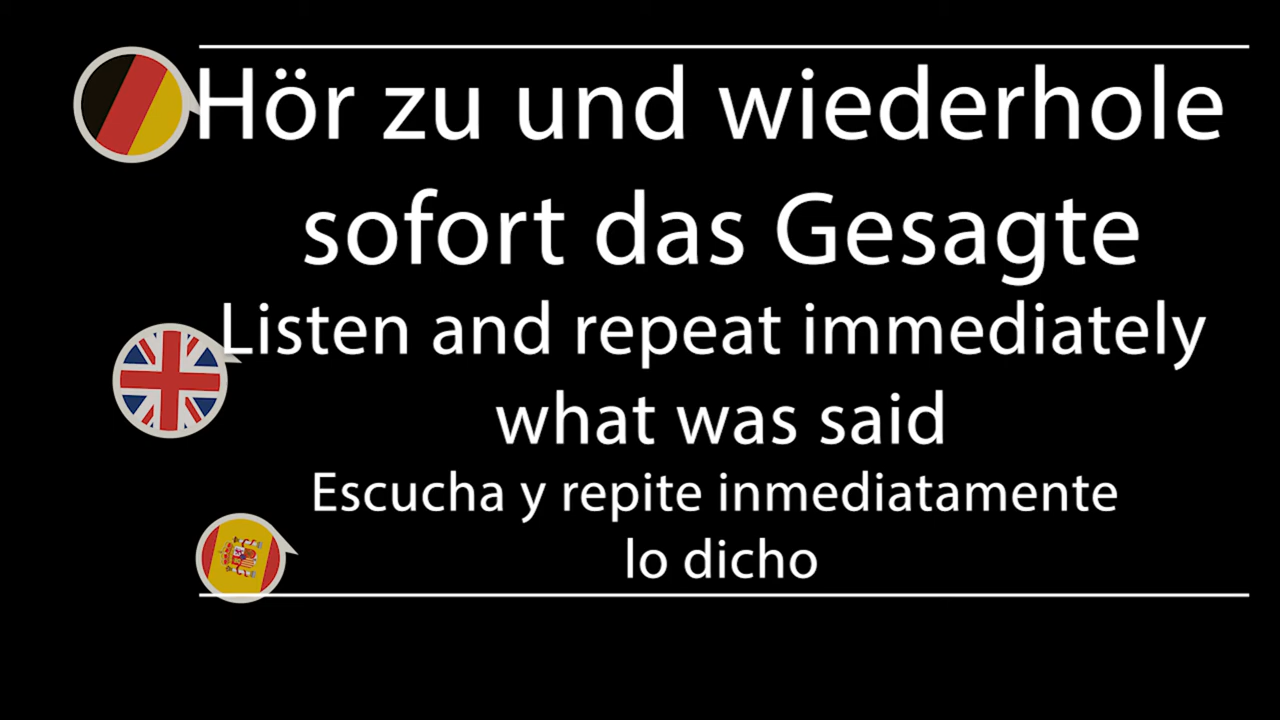 Hör zu und wiederhole
sofort das Gesagte
Listen and repeat immediately
what was said
Escucha y repite inmediatamente
lo dicho